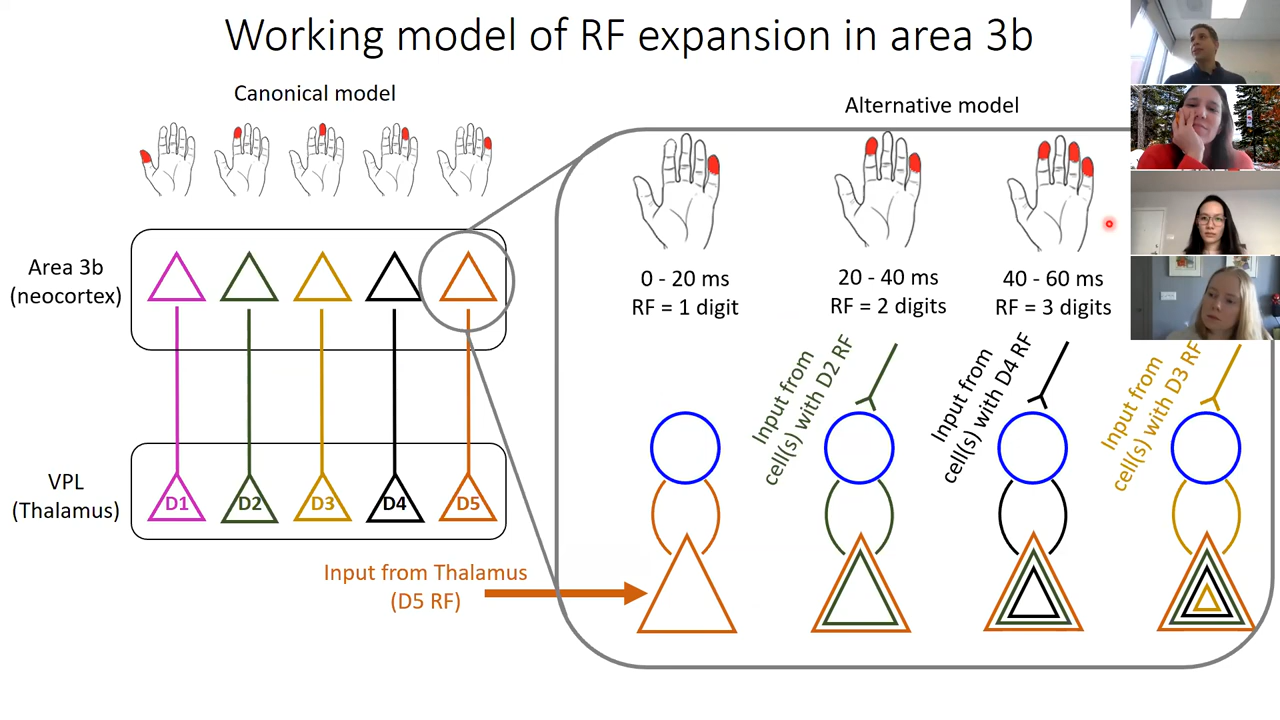 Working model of RF expansion in area 3b
Canonical model
Alternative model
Area 3b
(neocortex)
0 - 20 ms
RF = 1 digit
20 - 40 ms
RF = 2 digits
40 - 60 ms
RF = 3 digits
Input from
cell(s) with D2 RF
Input from
cell(s) with D4 RF
Input from
cell(s) with D3 RF
VPL
(Thalamus)
D1
D2
D3
D4
D5
Input from Thalamus
(D5 RF)